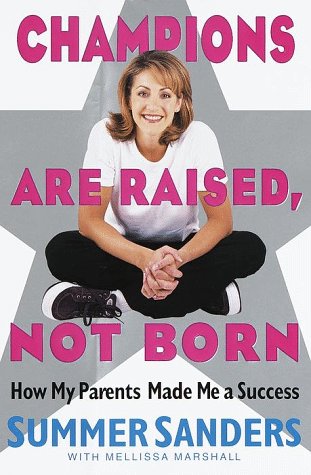 CHAMPIONS
ARE RAISED,
NOT BORN
How My Parents Made Me a Success
SUMMER SANDERS
WITH MELLISSA MARSHALL